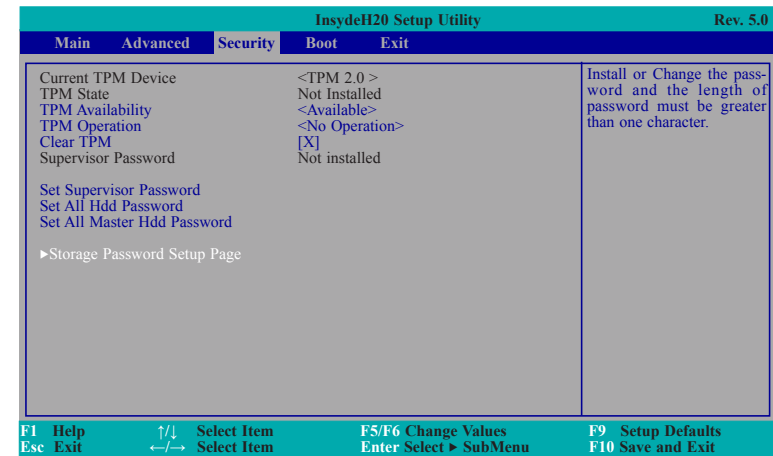 InsydeH20 Setup Utility Rev. 5.0
Main Advanced Security Boot Exit
Current TPM Device <TPM 2.0 >
TPM State Not Installed
TPM Availability <Available>
TPM Operation <No Operation>
Clear TPM [X]
Supervisor Password Not installed
Set Supervisor Password
Set All Hdd Password
Set All Master Hdd Password
►Storage Password Setup Page
Install or Change the pass-
word and the length of
password must be greater
than one character.
F1 Help ↑/↓ Select Item F5/F6 Change Values F9 Setup Defaults
Esc Exit ←/→ Select Item Enter Select ► SubMenu F10 Save and Exit